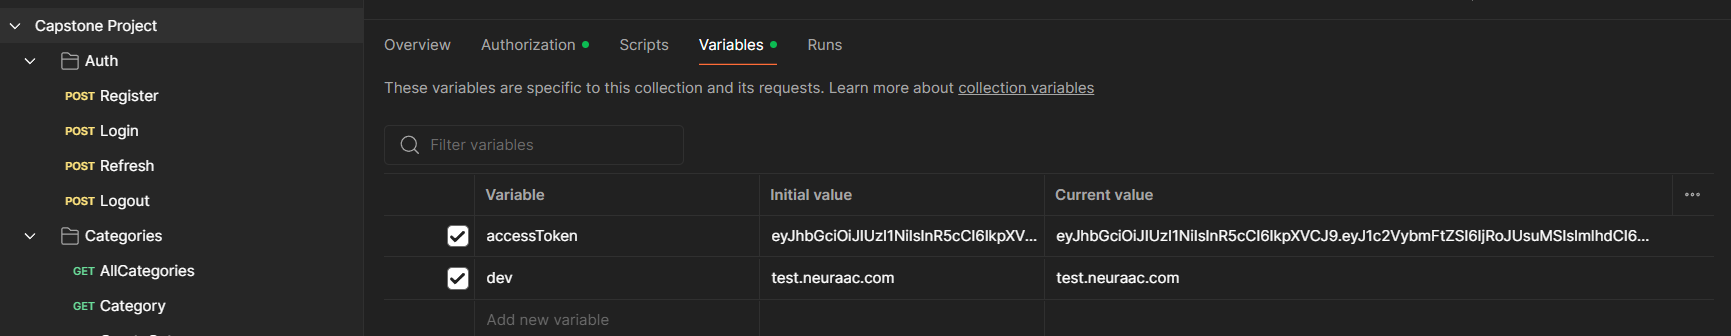 Capstone Project
Auth
POST Register
POST Login
POST Refresh
POST Logout
Categories
GET AllCategories
GET Category
Overview Authorization Scripts Variables Runs
These variables are specific to this collection and its requests. Learn more about collection variables
Filter variables
Variable Initial value Current value
accessToken eyJhbGciOiJIUzI1NiIsInR5cCI6IkpXV... eyJhbGciOiJIUzI1NiIsInR5cCI6IkpXVCJ9.eyJ1c2VybmFtZSI6IjRoJUsuMSIsImlhdCI6...
dev test.neuraac.com test.neuraac.com
Add new variable